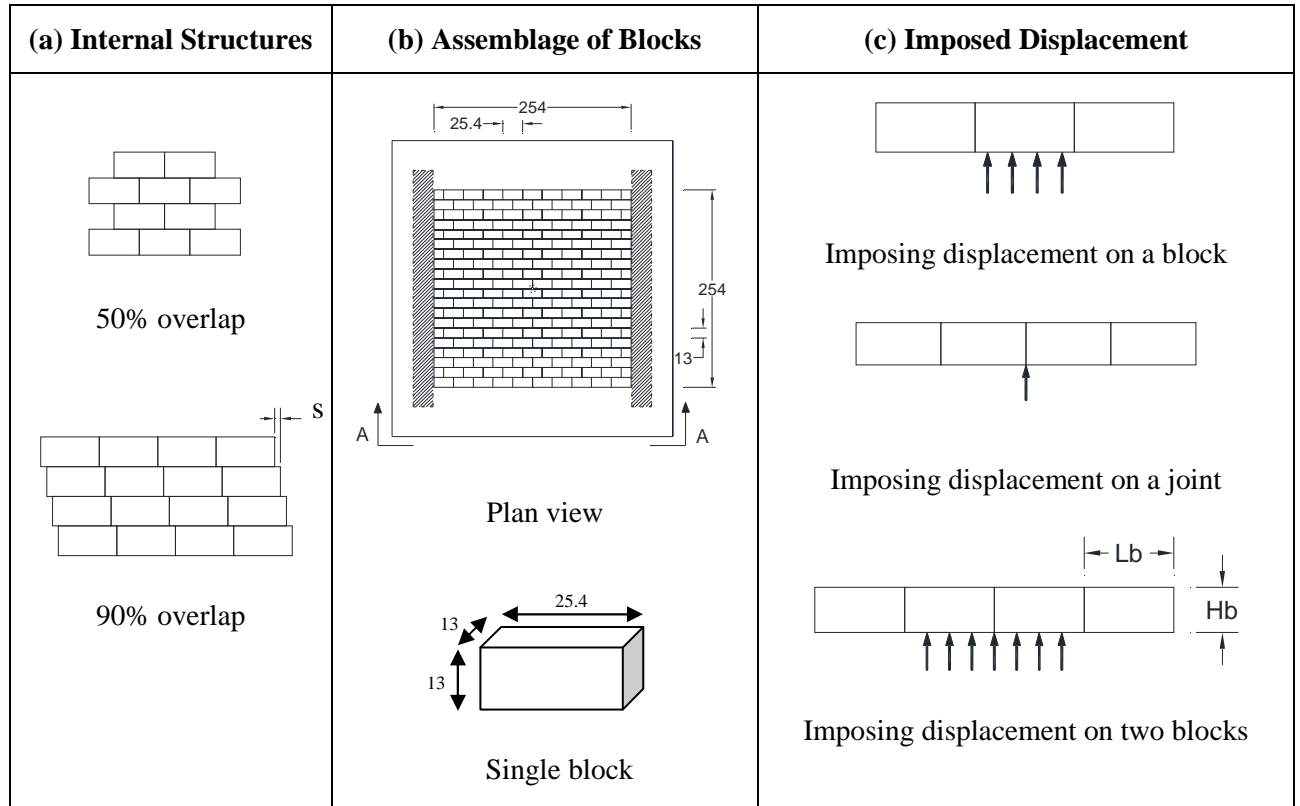 (a) Internal Structures
(b) Assemblage of Blocks
(c) Imposed Displacement
50% overlap
s
90% overlap
254
25.4
254
13
A
A
Plan view
25.4
13
13
Single block
Imposing displacement on a block
Imposing displacement on a joint
Lb
Hb
Imposing displacement on two blocks